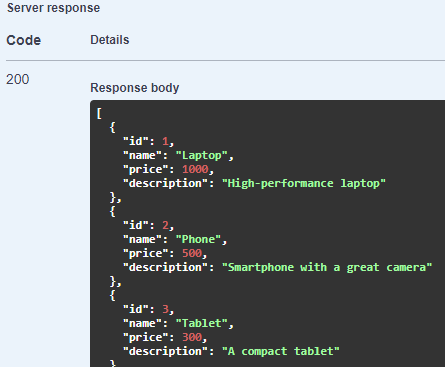 Server response
Code Details
200
Response body
[
  {
    "id": 1,
    "name": "Laptop",
    "price": 1000,
    "description": "High-performance laptop"
  },
  {
    "id": 2,
    "name": "Phone",
    "price": 500,
    "description": "Smartphone with a great camera"
  },
  {
    "id": 3,
    "name": "Tablet",
    "price": 300,
    "description": "A compact tablet"
  }